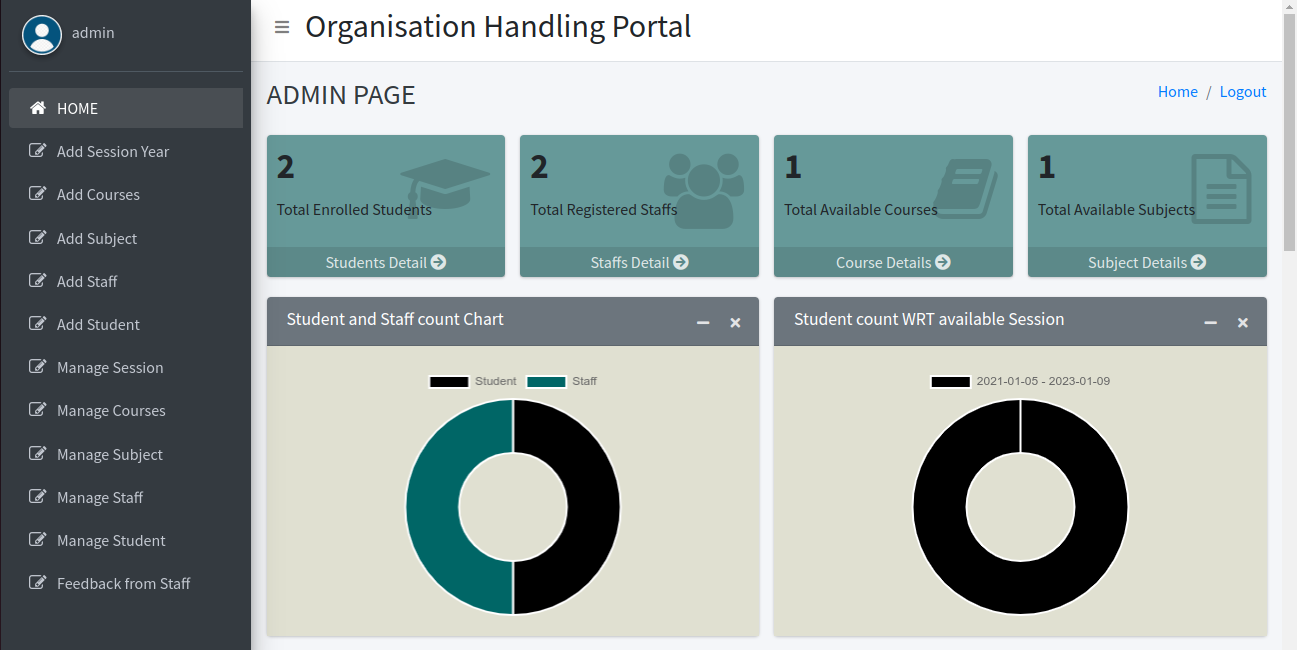 admin
HOME
Add Session Year
Add Courses
Add Subject
Add Staff
Add Student
Manage Session
Manage Courses
Manage Subject
Manage Staff
Manage Student
Feedback from Staff
Organisation Handling Portal
ADMIN PAGE
Home / Logout
2
Total Enrolled Students
Students Detail
2
Total Registered Staffs
Staffs Detail
1
Total Available Courses
Course Details
1
Total Available Subjects
Subject Details
Student and Staff count Chart
Student Staff
Student count WRT available Session
2021-01-05 - 2023-01-09